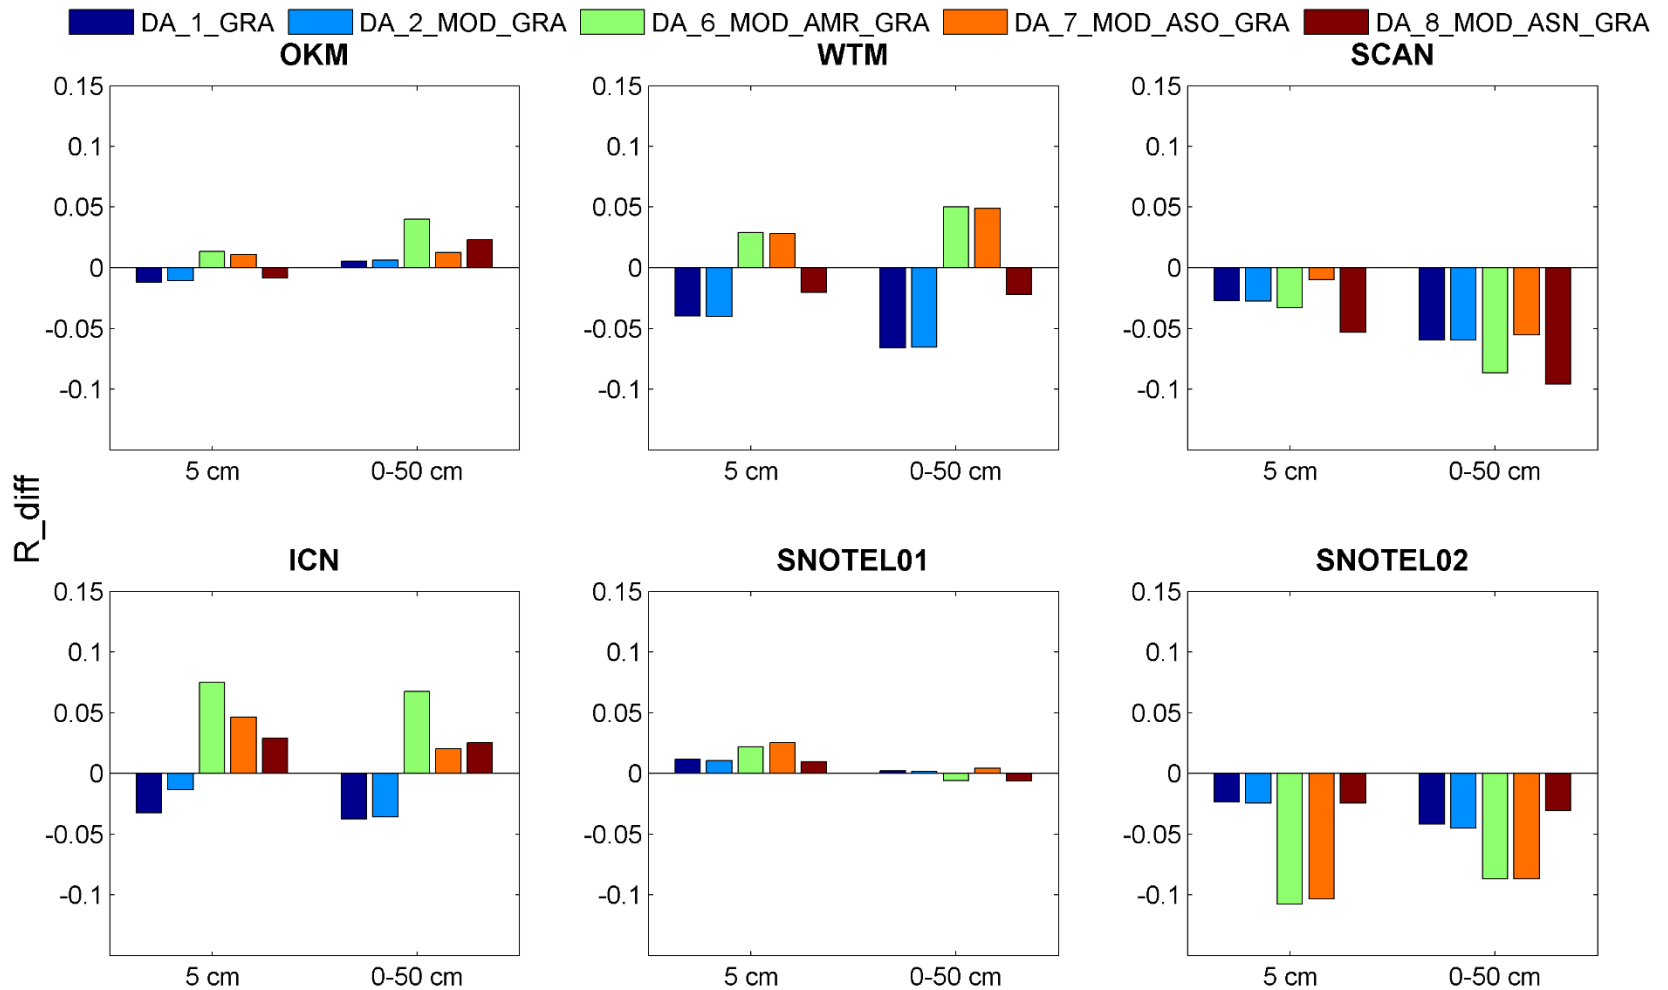 DA_1_GRA DA_2_MOD_GRA DA_6_MOD_AMR_GRA DA_7_MOD_ASO_GRA DA_8_MOD_ASN_GRA
OKM WTM SCAN
0.15 0.15 0.15
0.1 0.1 0.1
0.05 0.05 0.05
0 0 0
-0.05 -0.05 -0.05
-0.1 -0.1 -0.1
5 cm 0-50 cm 5 cm 0-50 cm 5 cm 0-50 cm
R_diff
ICN SNOTEL01 SNOTEL02
0.15 0.15 0.15
0.1 0.1 0.1
0.05 0.05 0.05
0 0 0
-0.05 -0.05 -0.05
-0.1 -0.1 -0.1
5 cm 0-50 cm 5 cm 0-50 cm 5 cm 0-50 cm